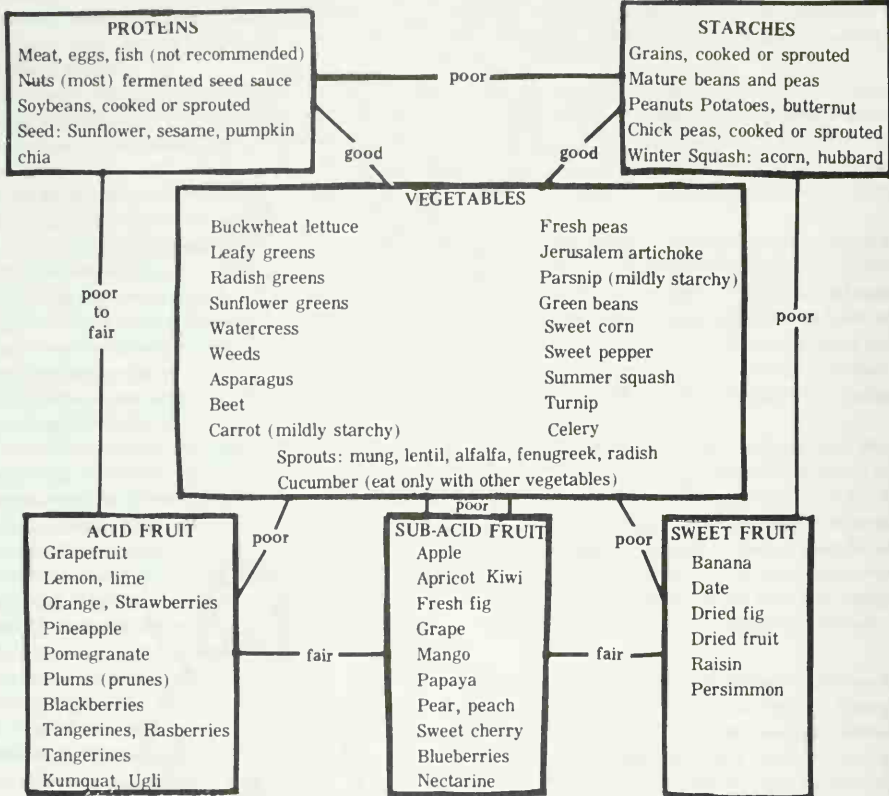 PROTEINS
Meat, eggs, fish (not recommended)
Nuts (most) fermented seed sauce
Soybeans, cooked or sprouted
Seed: Sunflower, sesame, pumpkin
chia
STARCHES
Grains, cooked or sprouted
Mature beans and peas
Peanuts Potatoes, butternut
Chick peas, cooked or sprouted
Winter Squash: acorn, hubbard
poor
good
good
poor
to
fair
poor
VEGETABLES
Buckwheat lettuce
Leafy greens
Radish greens
Sunflower greens
Watercress
Weeds
Asparagus
Beet
Carrot (mildly starchy)
Fresh peas
Jerusalem artichoke
Parsnip (mildly starchy)
Green beans
Sweet corn
Sweet pepper
Summer squash
Turnip
Celery
Sprouts: mung, lentil, alfalfa, fenugreek, radish
Cucumber (eat only with other vegetables)
poor
poor
poor
ACID FRUIT
Grapefruit
Lemon, lime
Orange, Strawberries
Pineapple
Pomegranate
Plums (prunes)
Blackberries
Tangerines, Rasberries
Tangerines
Kumquat, Ugli
fair
SUB-ACID FRUIT
Apple
Apricot Kiwi
Fresh fig
Grape
Mango
Papaya
Pear, peach
Sweet cherry
Blueberries
Nectarine
fair
SWEET FRUIT
Banana
Date
Dried fig
Dried fruit
Raisin
Persimmon